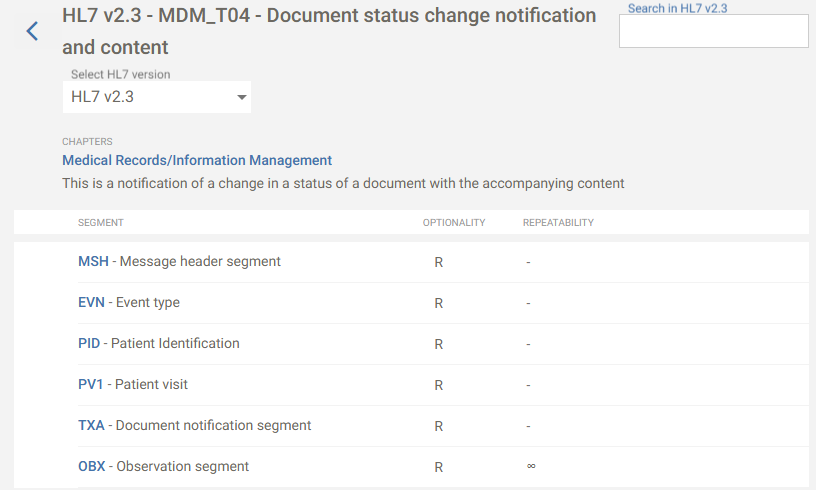 HL7 v2.3 - MDM_T04 - Document status change notification
and content
Search in HL7 v2.3
Select HL7 version
HL7 v2.3
CHAPTERS
Medical Records/Information Management
This is a notification of a change in a status of a document with the accompanying content
SEGMENT OPTIONALITY REPEATABILITY
MSH - Message header segment R -
EVN - Event type R -
PID - Patient Identification R -
PV1 - Patient visit R -
TXA - Document notification segment R -
OBX - Observation segment R ∞